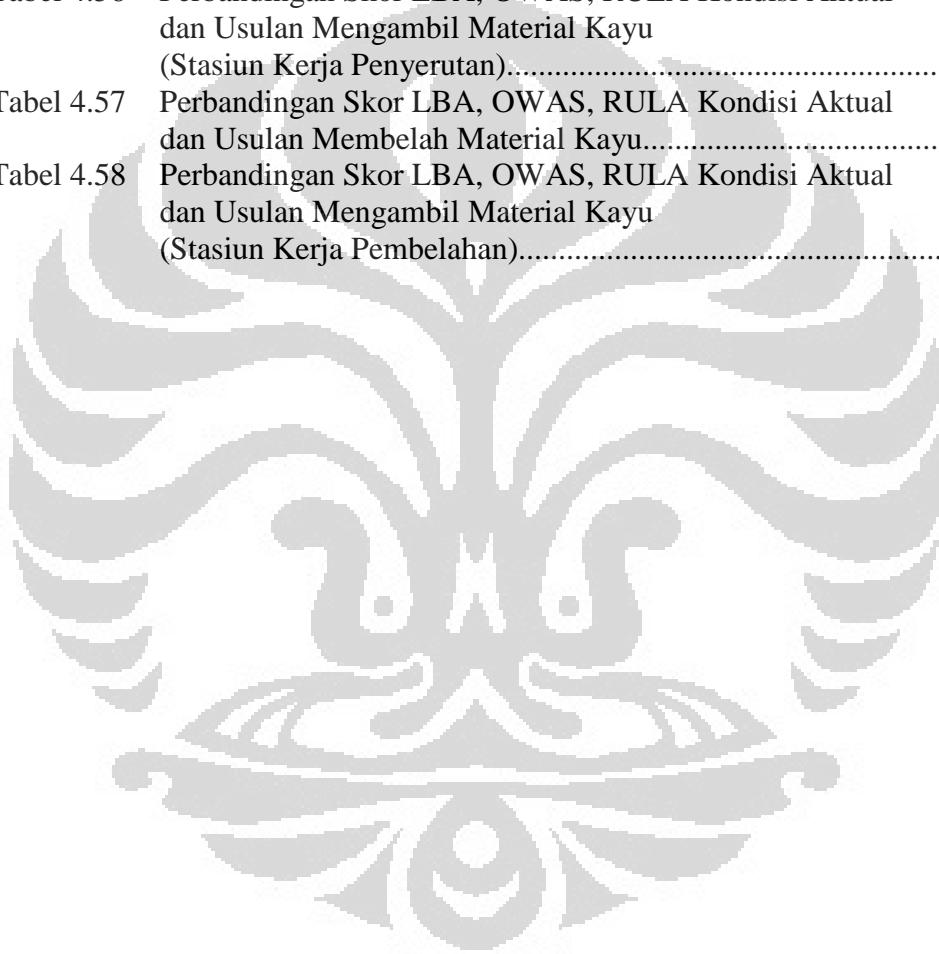 dan Usulan Mengambil Material Kayu
(Stasiun Kerja Penyerutan)....................................................
Tabel 4.57 Perbandingan Skor LBA, OWAS, RULA Kondisi Aktual
dan Usulan Membelah Material Kayu....................................
Tabel 4.58 Perbandingan Skor LBA, OWAS, RULA Kondisi Aktual
dan Usulan Mengambil Material Kayu
(Stasiun Kerja Pembelahan)...................................................